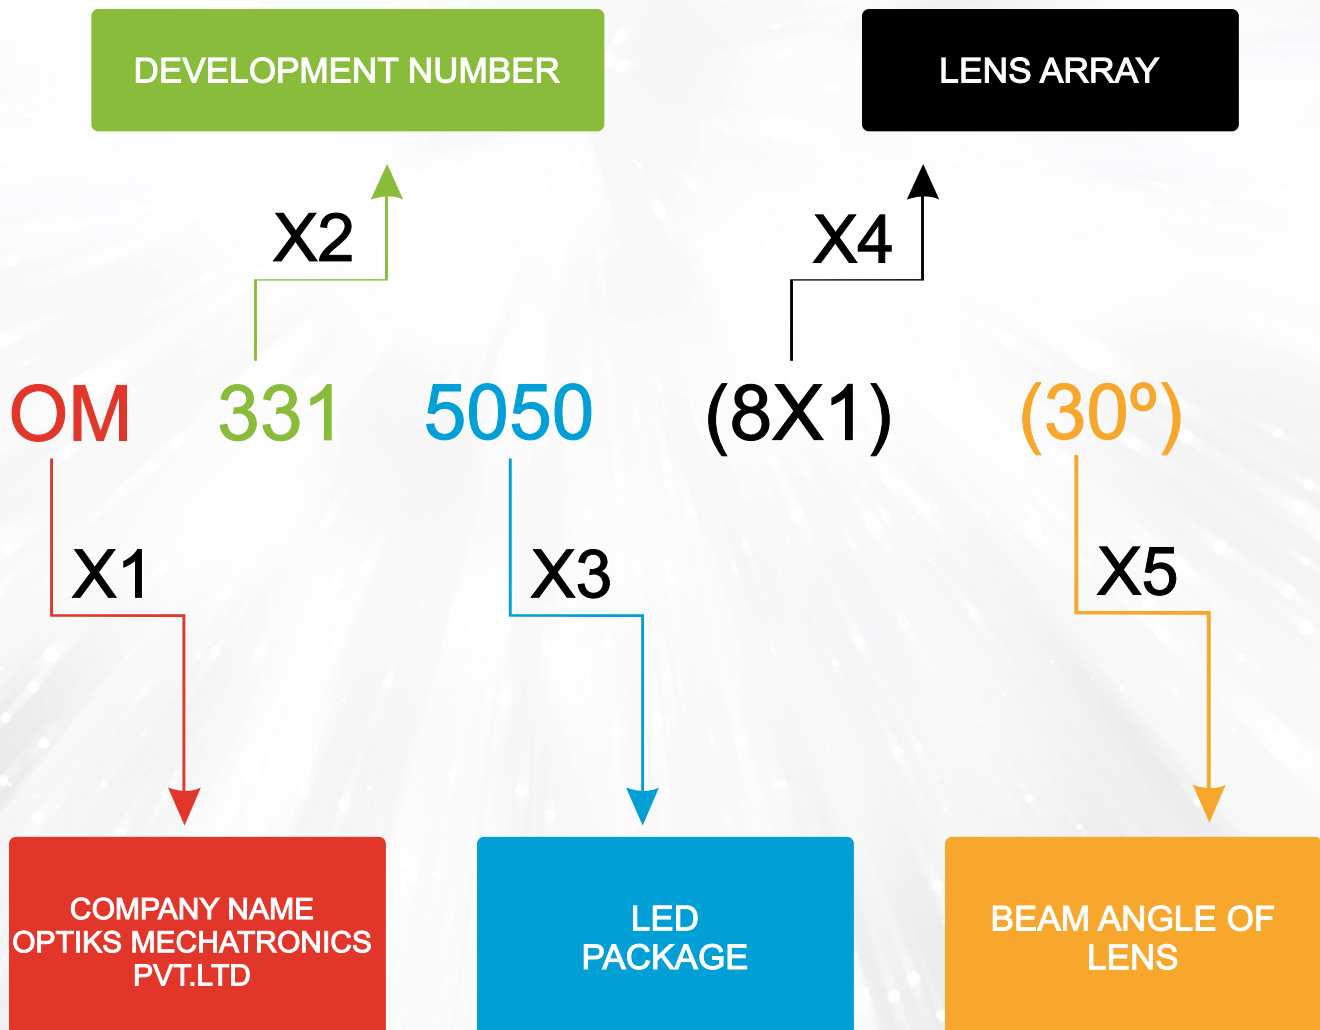 DEVELOPMENT NUMBER
LENS ARRAY
X2
X4
OM 331 5050 (8X1) (30º)
X1
X3
X5
COMPANY NAME
OPTIKS MECHATRONICS
PVT.LTD
LED
PACKAGE
BEAM ANGLE OF
LENS